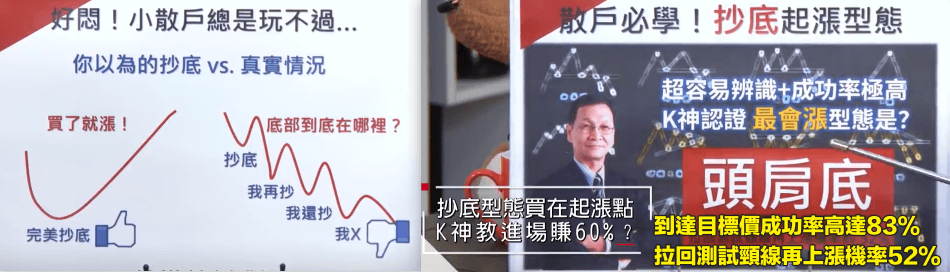 好悶！小散戶總是玩不過...
你以為的抄底 vs. 真實情況
買了就漲！
完美抄底
底部到底在哪裡？
抄底
我再抄
我還抄
我X
散戶必學！抄底起漲型態
超容易辨識+成功率極高
K神認證 最會漲型態是?
頭肩底
抄底型態買在起漲點
K神教進場賺60%？
到達目標價成功率高達83%
拉回測試頸線再上漲機率52%